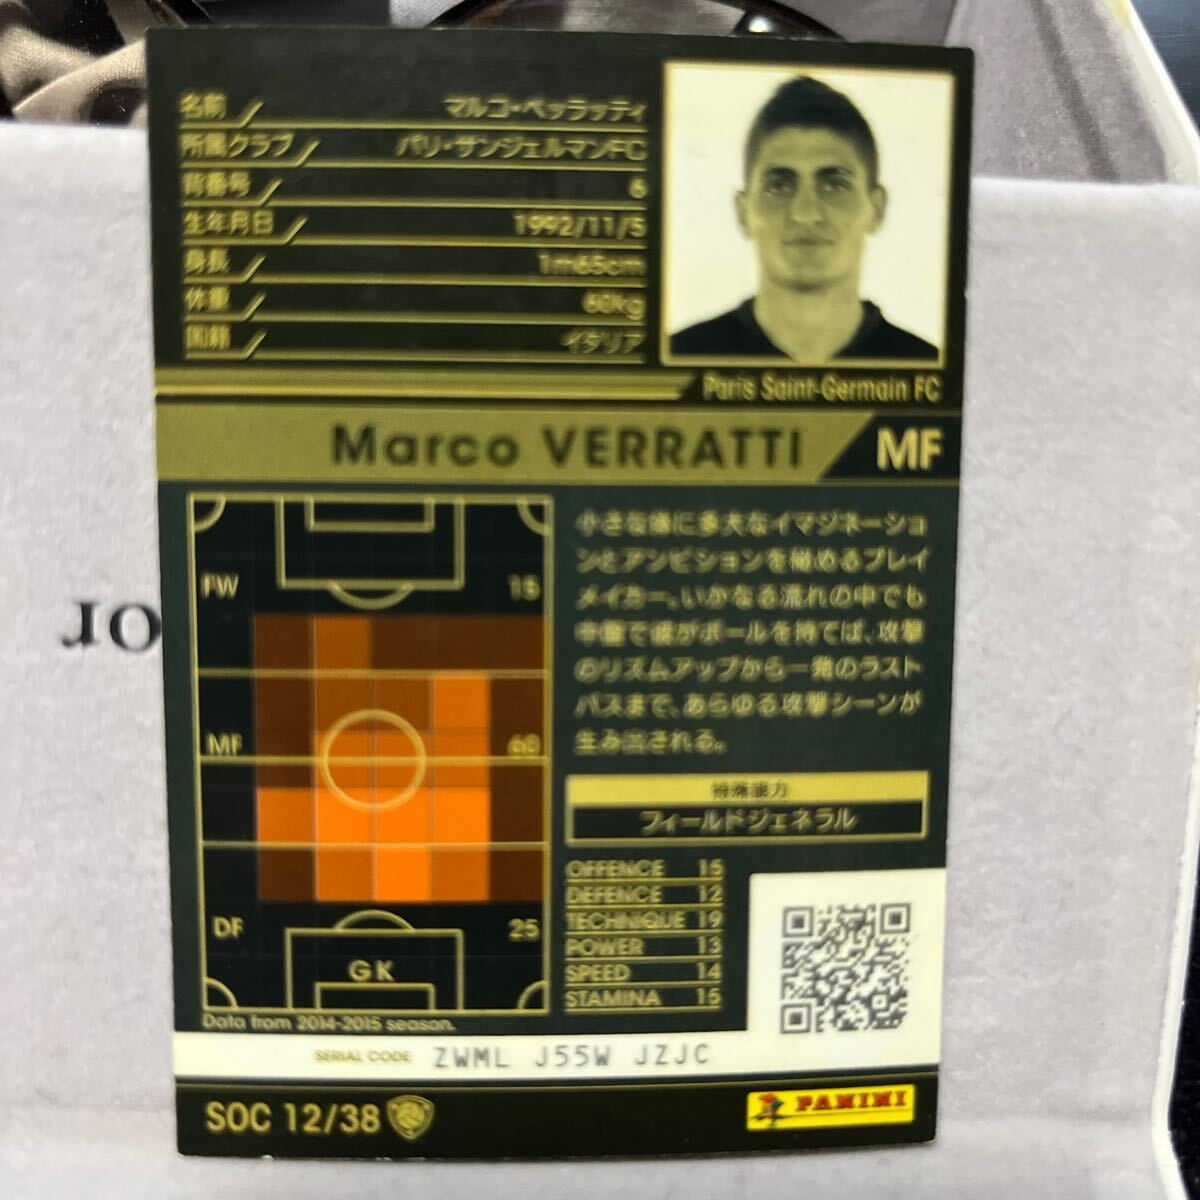 名前 マルコ・ベッラッティ
所属クラブ パリ・サンジェルマンFC
背番号 6
生年月日 1992/11/5
身長 1m65cm
体重 60kg
国籍 イタリア
Paris Saint-Germain FC
Marco VERRATTI MF
FW 15
MF 60
DF 25
GK
Data from 2014-2015 season.
小さな体に多大なイマジネーショ
ンとアンビションを秘めるプレイ
メイカー。いかなる流れの中でも
中盤で彼がボールを持てば、攻撃
のリズムアップから一発のラスト
パスまで、あらゆる攻撃シーンが
生み出される。
特殊能力
フィールドジェネラル
OFFENCE 15
DEFENCE 12
TECHNIQUE 19
POWER 13
SPEED 14
STAMINA 15
SERIAL CODE ZWML J55W JZJC
SOC 12/38
PANINI
or